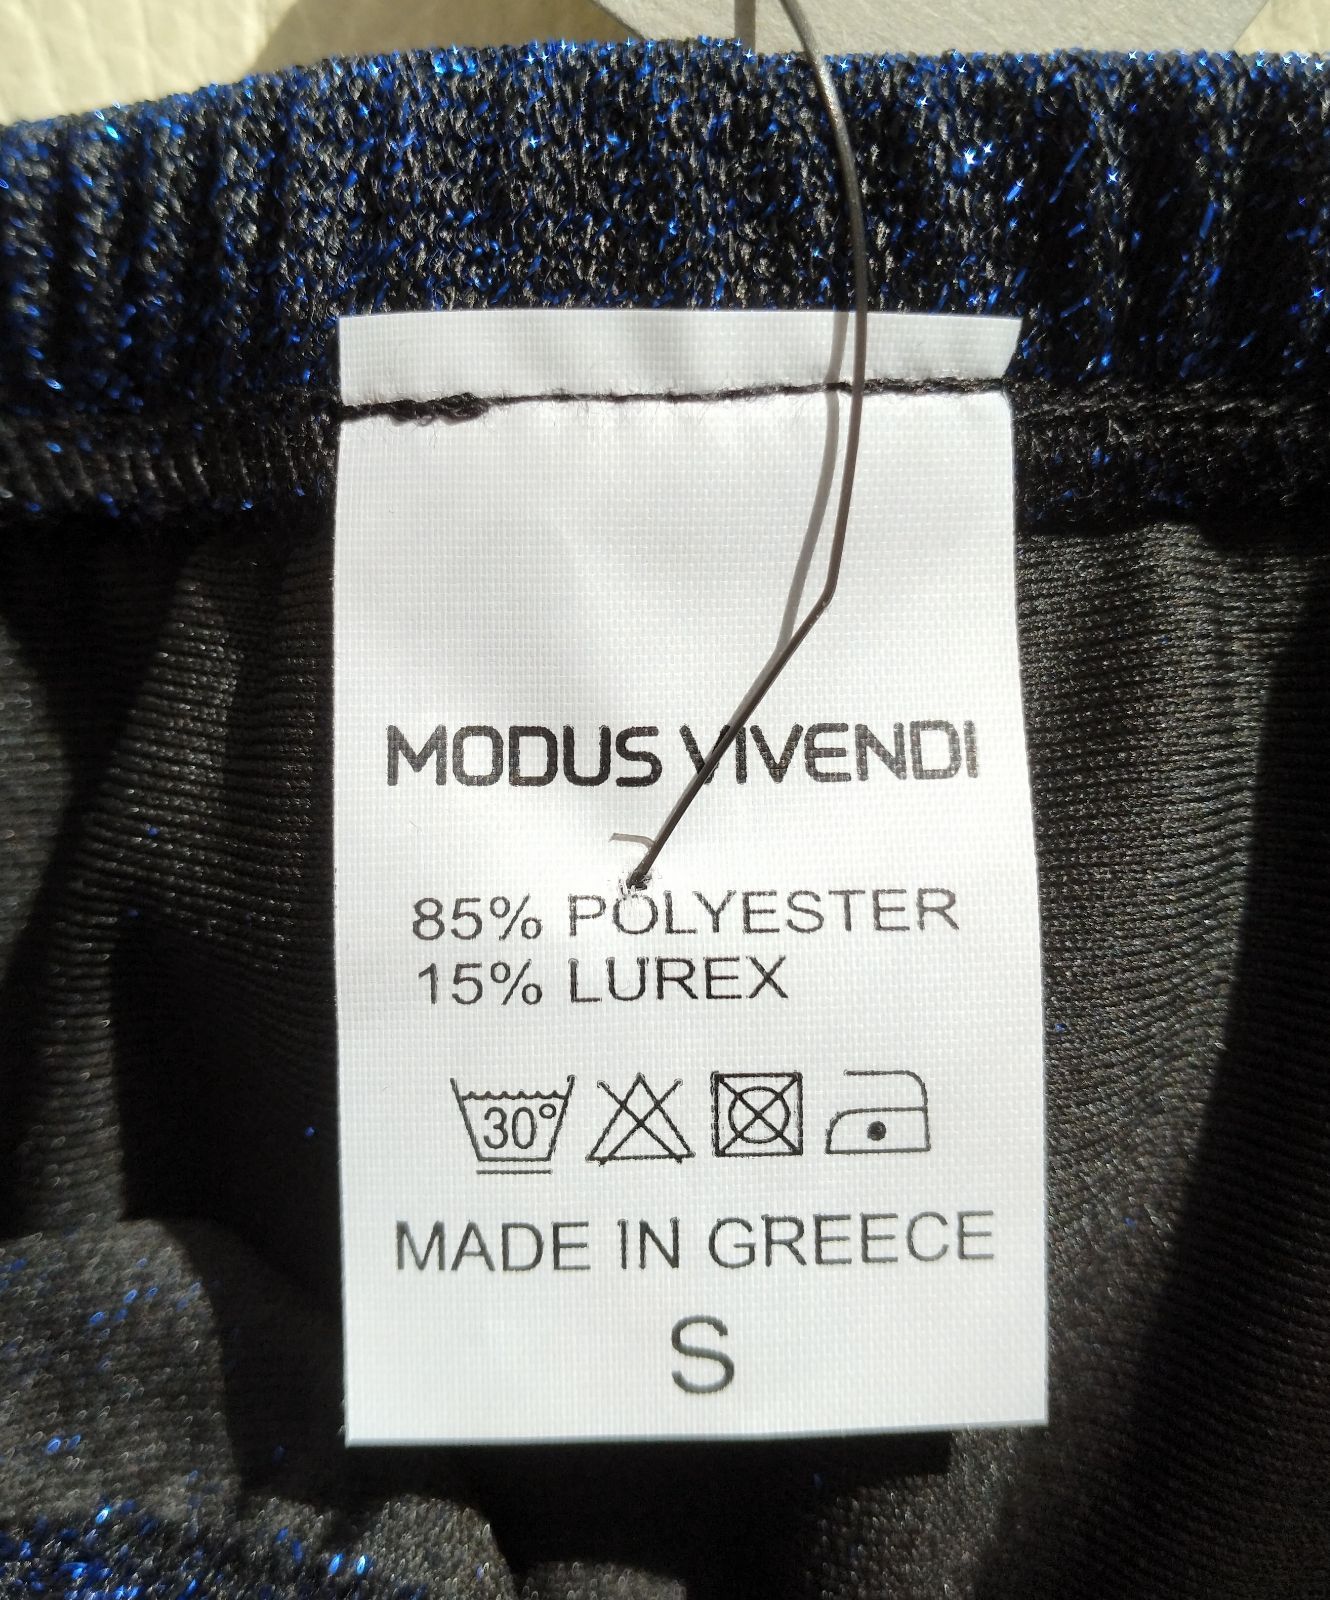 MODUS VIVENDI
85% POLYESTER
15% LUREX
30°
MADE IN GREECE
S